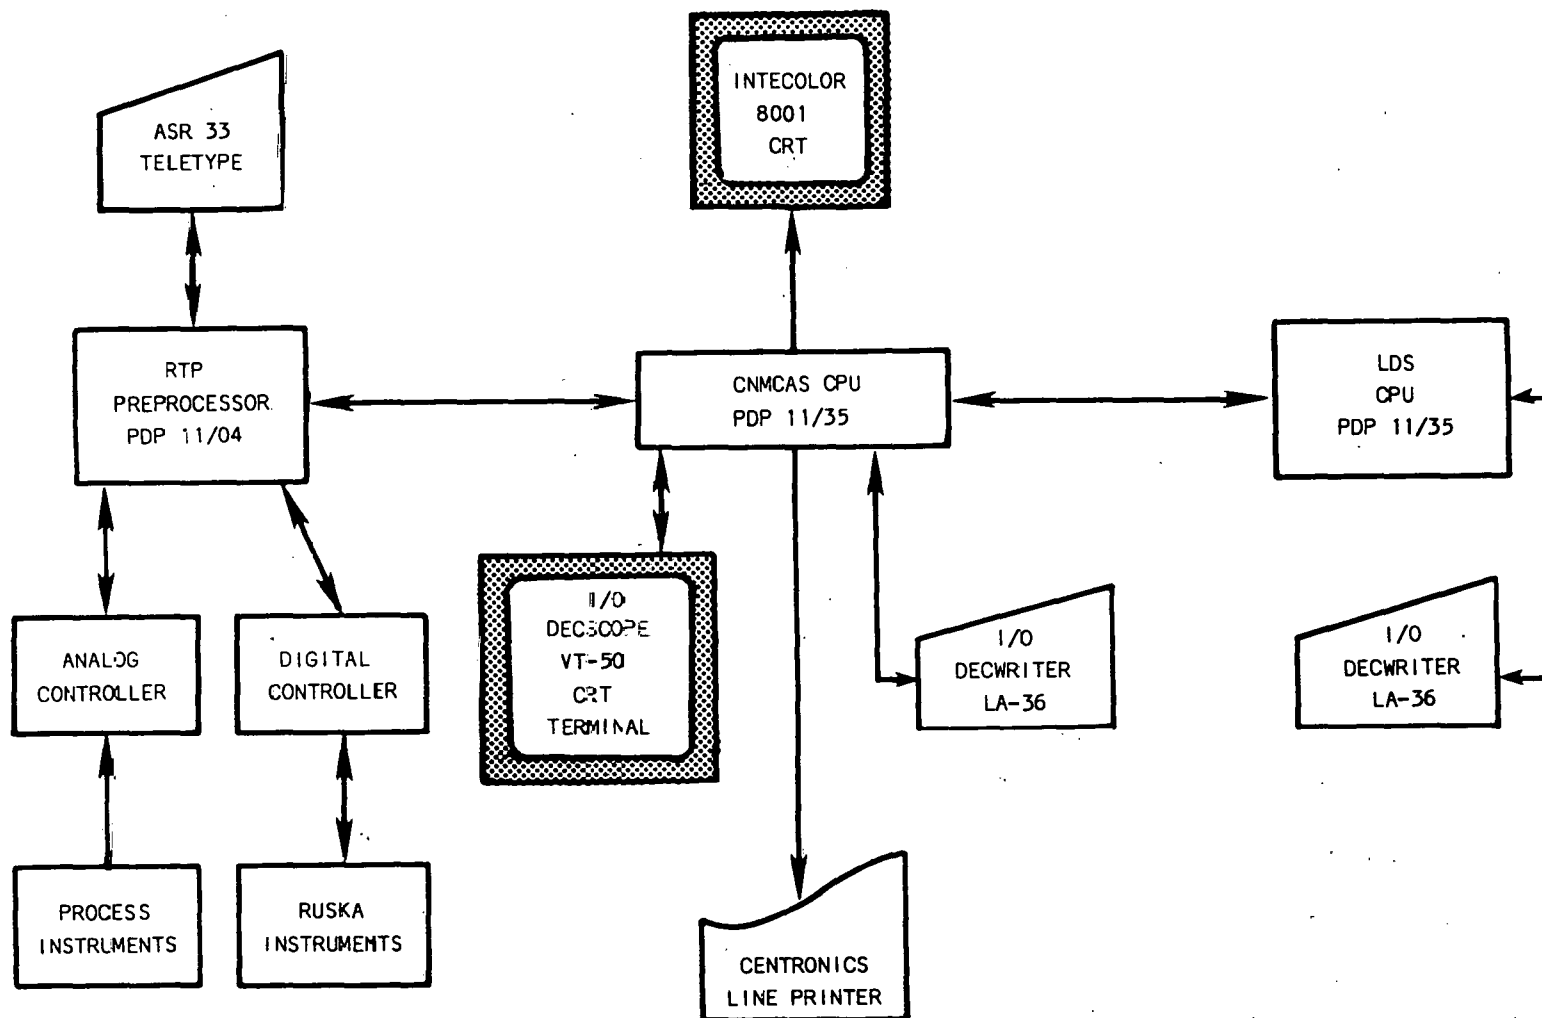 ASR 33
TELETYPE
INTECOLOR
8001
CRT
RTP
PREPROCESSOR
PDP 11/04
CNMCAS CPU
PDP 11/35
LDS
CPU
PDP 11/35
ANALOG
CONTROLLER
DIGITAL
CONTROLLER
I/O
DECSCOPE
VT-50
CRT
TERMINAL
I/O
DECWRITER
LA-36
I/O
DECWRITER
LA-36
PROCESS
INSTRUMENTS
RUSKA
INSTRUMENTS
CENTRONICS
LINE PRINTER